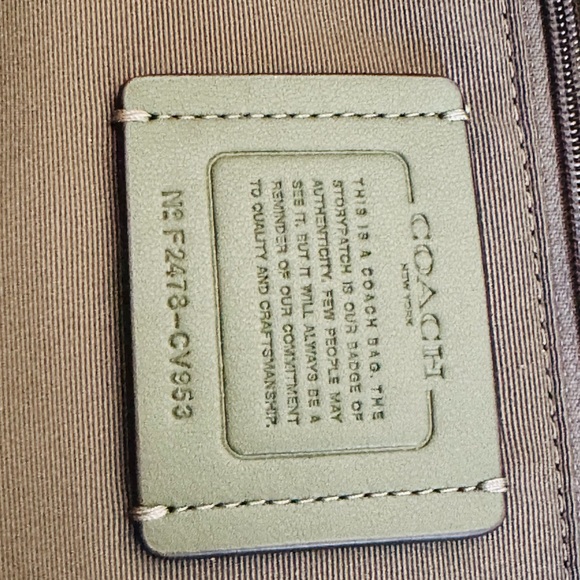 COACH
NEW YORK
THIS IS A COACH BAG. THE
STORYPATCH IS OUR BADGE OF
AUTHENTICITY. FEW PEOPLE MAY
SEE IT, BUT IT WILL ALWAYS BE A
REMINDER OF OUR COMMITMENT
TO QUALITY AND CRAFTSMANSHIP.
№ F2478-CV953